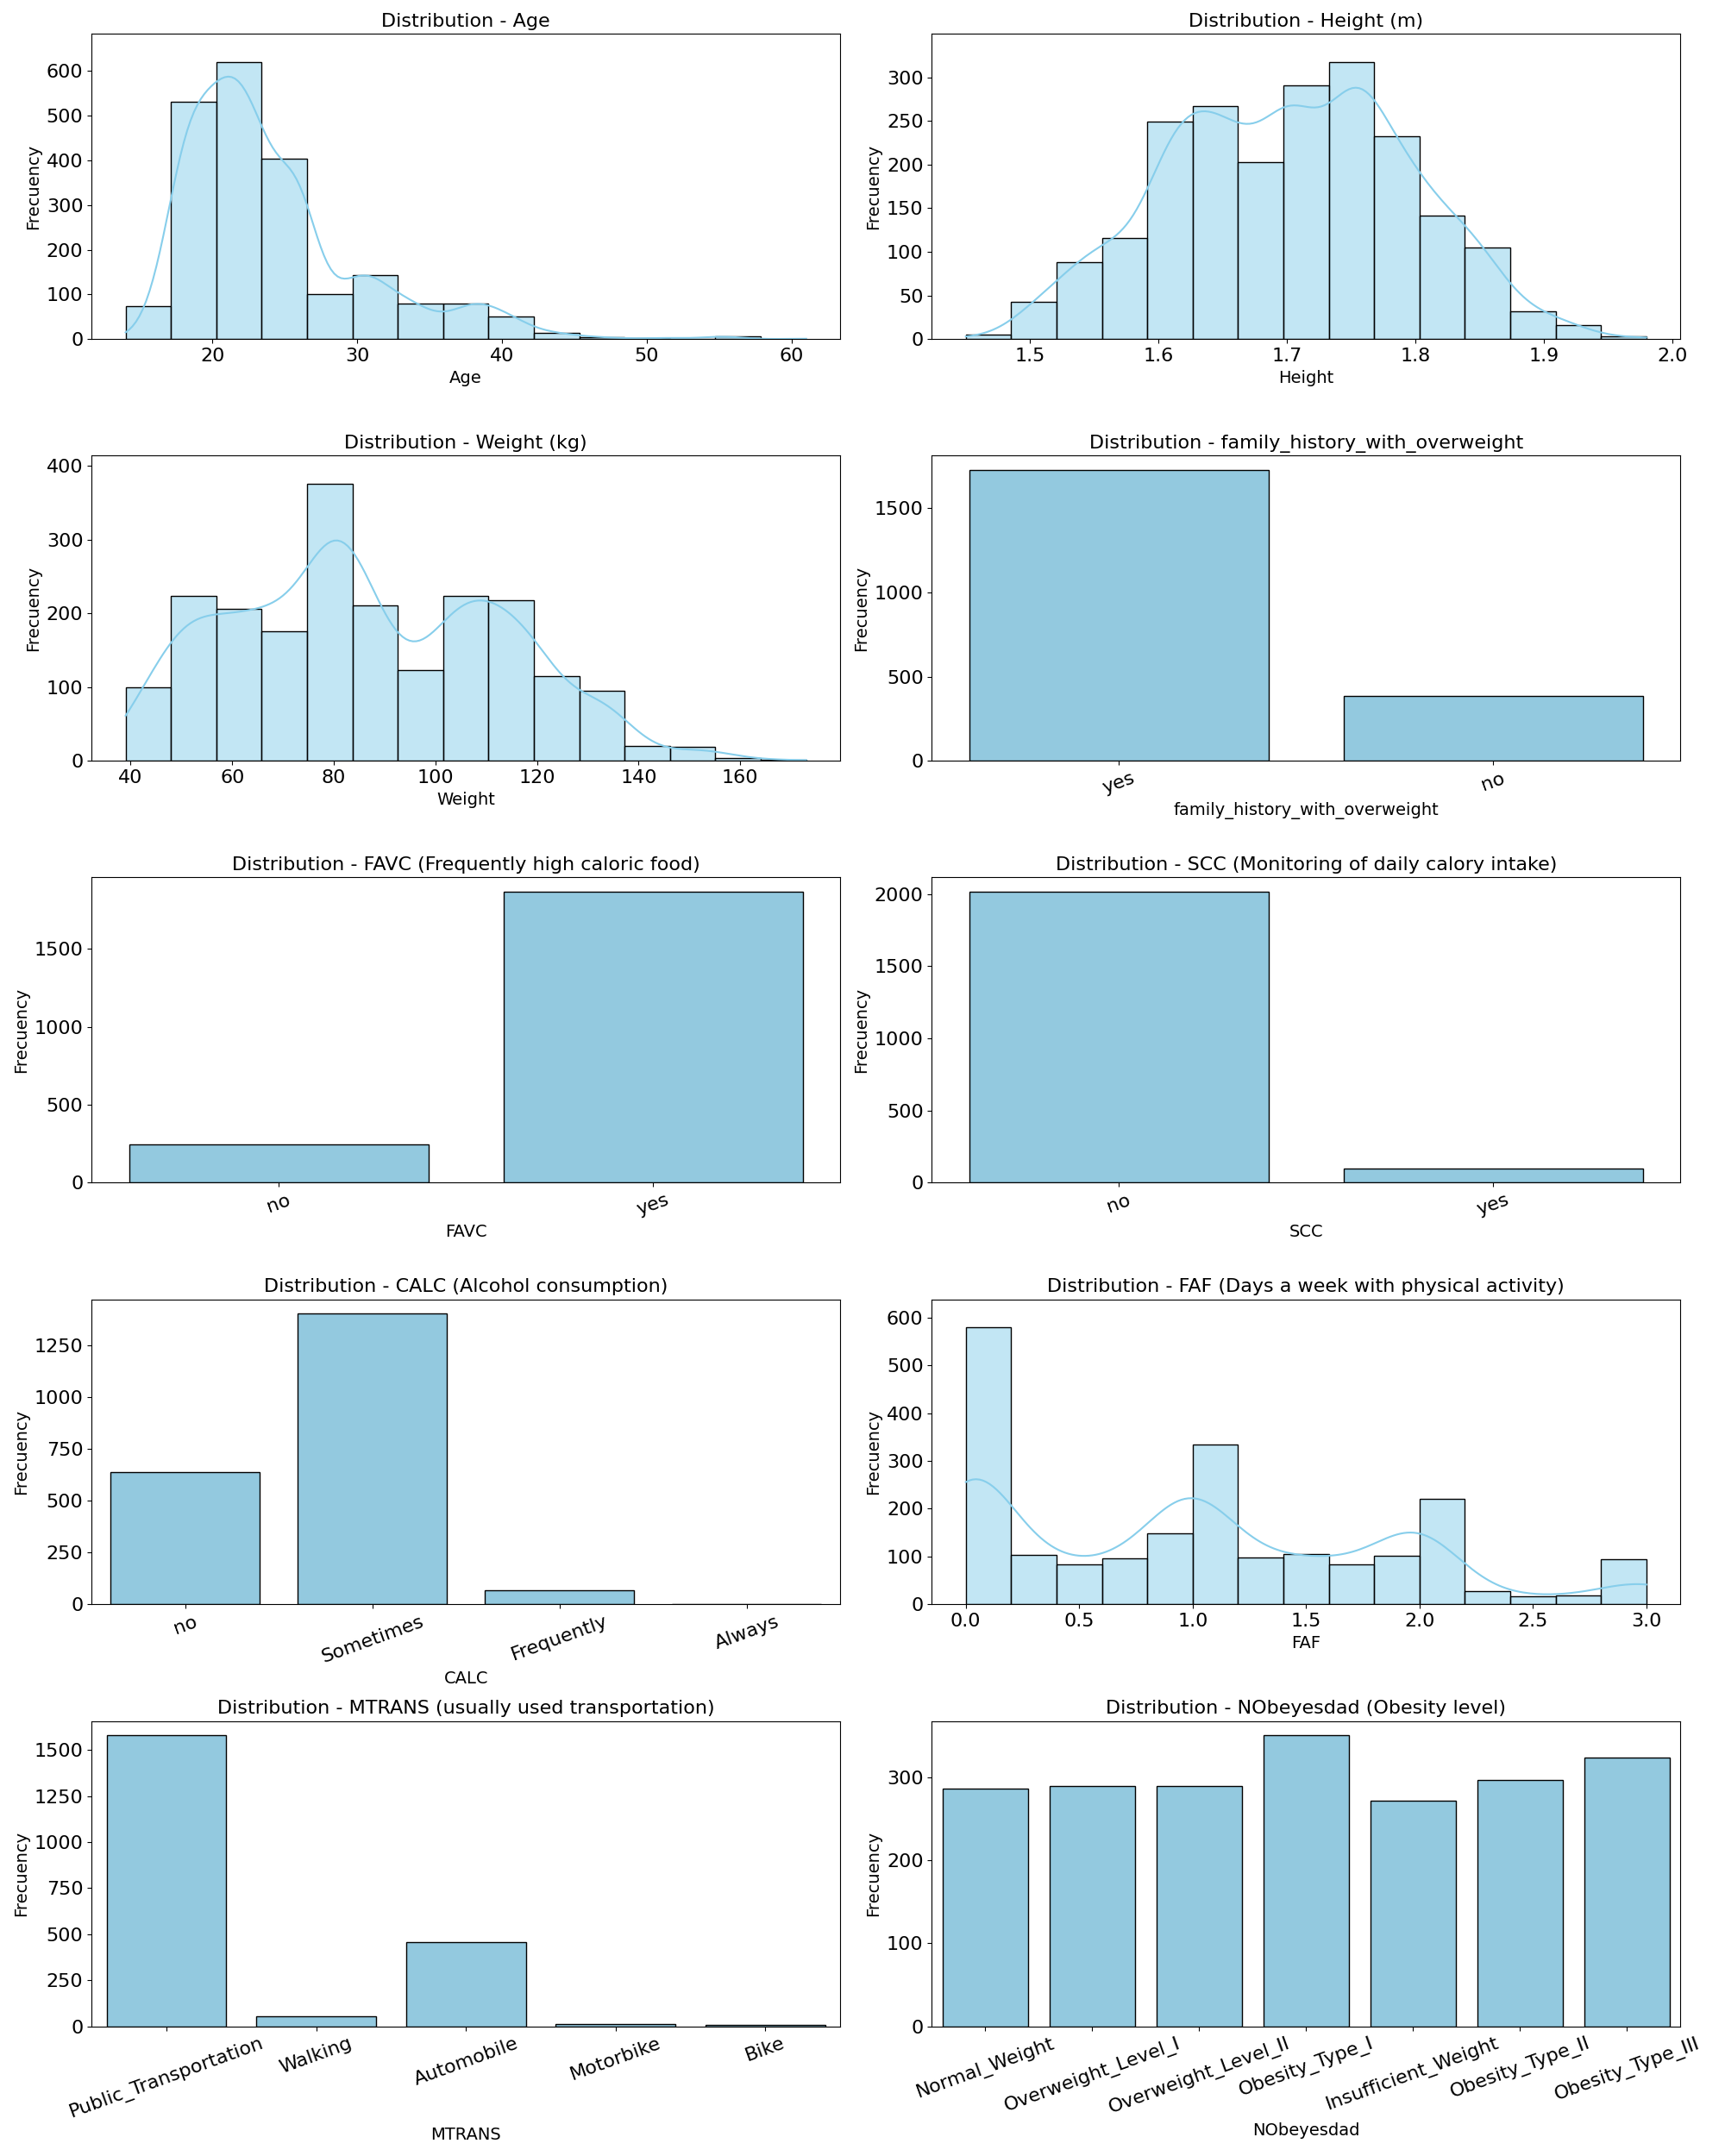 Distribution - Age
Frecuency
600
500
400
300
200
100
0
20 30 40 50 60
Age
Distribution - Height (m)
Frecuency
300
250
200
150
100
50
0
1.5 1.6 1.7 1.8 1.9 2.0
Height
Distribution - Weight (kg)
Frecuency
400
300
200
100
0
40 60 80 100 120 140 160
Weight
Distribution - family_history_with_overweight
Frecuency
1500
1000
500
0
yes no
family_history_with_overweight
Distribution - FAVC (Frequently high caloric food)
Frecuency
1500
1000
500
0
no yes
FAVC
Distribution - SCC (Monitoring of daily calory intake)
Frecuency
2000
1500
1000
500
0
no yes
SCC
Distribution - CALC (Alcohol consumption)
Frecuency
1250
1000
750
500
250
0
no Sometimes Frequently Always
CALC
Distribution - FAF (Days a week with physical activity)
Frecuency
600
500
400
300
200
100
0
0.0 0.5 1.0 1.5 2.0 2.5 3.0
FAF
Distribution - MTRANS (usually used transportation)
Frecuency
1500
1250
1000
750
500
250
0
Public_Transportation Walking Automobile Motorbike Bike
MTRANS
Distribution - NObeyesdad (Obesity level)
Frecuency
300
200
100
0
Normal_Weight Overweight_Level_I Overweight_Level_II Obesity_Type_I Insufficient_Weight Obesity_Type_II Obesity_Type_III
NObeyesdad